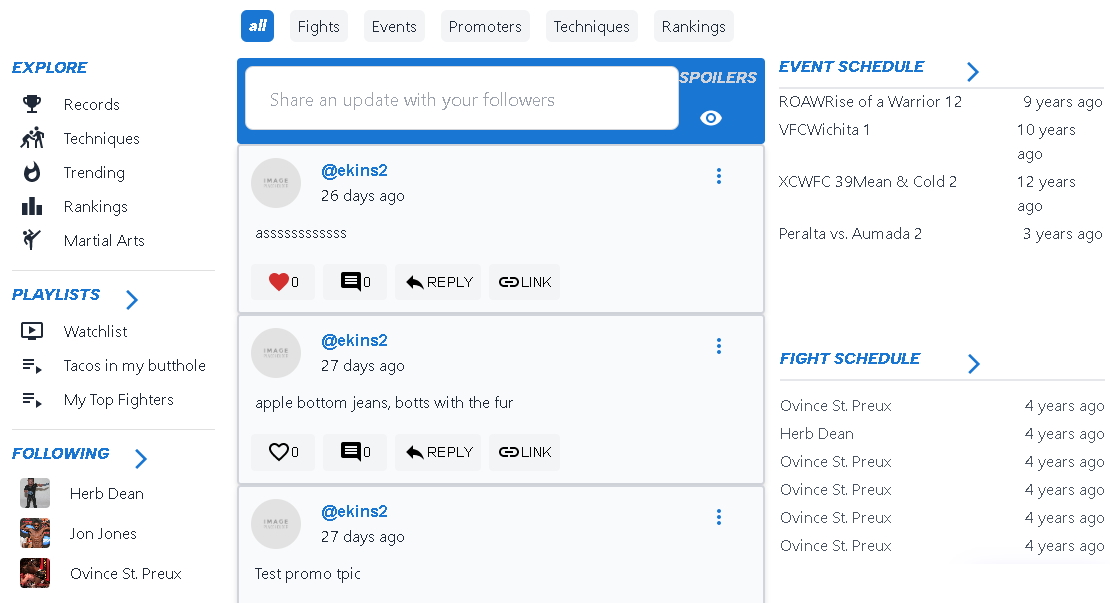 all Fights Events Promoters Techniques Rankings
EXPLORE
Records
Techniques
Trending
Rankings
Martial Arts
PLAYLISTS
Watchlist
Tacos in my butthole
My Top Fighters
FOLLOWING
Herb Dean
Jon Jones
Ovince St. Preux
Share an update with your followers
SPOILERS
@ekins2
26 days ago
asssssssssssss
0 0 REPLY LINK
@ekins2
27 days ago
apple bottom jeans, botts with the fur
0 0 REPLY LINK
@ekins2
27 days ago
Test promo tpic
EVENT SCHEDULE
ROAWRise of a Warrior 12 9 years ago
VFCWichita 1 10 years
ago
XCWFC 39Mean & Cold 2 12 years
ago
Peralta vs. Aumada 2 3 years ago
FIGHT SCHEDULE
Ovince St. Preux 4 years ago
Herb Dean 4 years ago
Ovince St. Preux 4 years ago
Ovince St. Preux 4 years ago
Ovince St. Preux 4 years ago
Ovince St. Preux 4 years ago